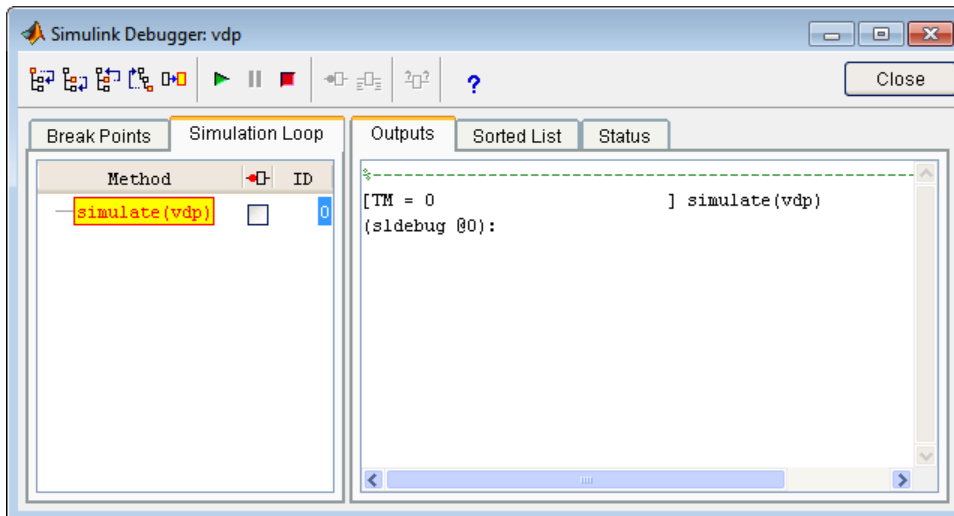 Simulink Debugger: vdp
?
Close
Break Points
Simulation Loop
Method
ID
simulate(vdp)
0
Outputs
Sorted List
Status
%------------------------------------------------------------
[TM = 0                      ] simulate(vdp)
(sldebug @0):